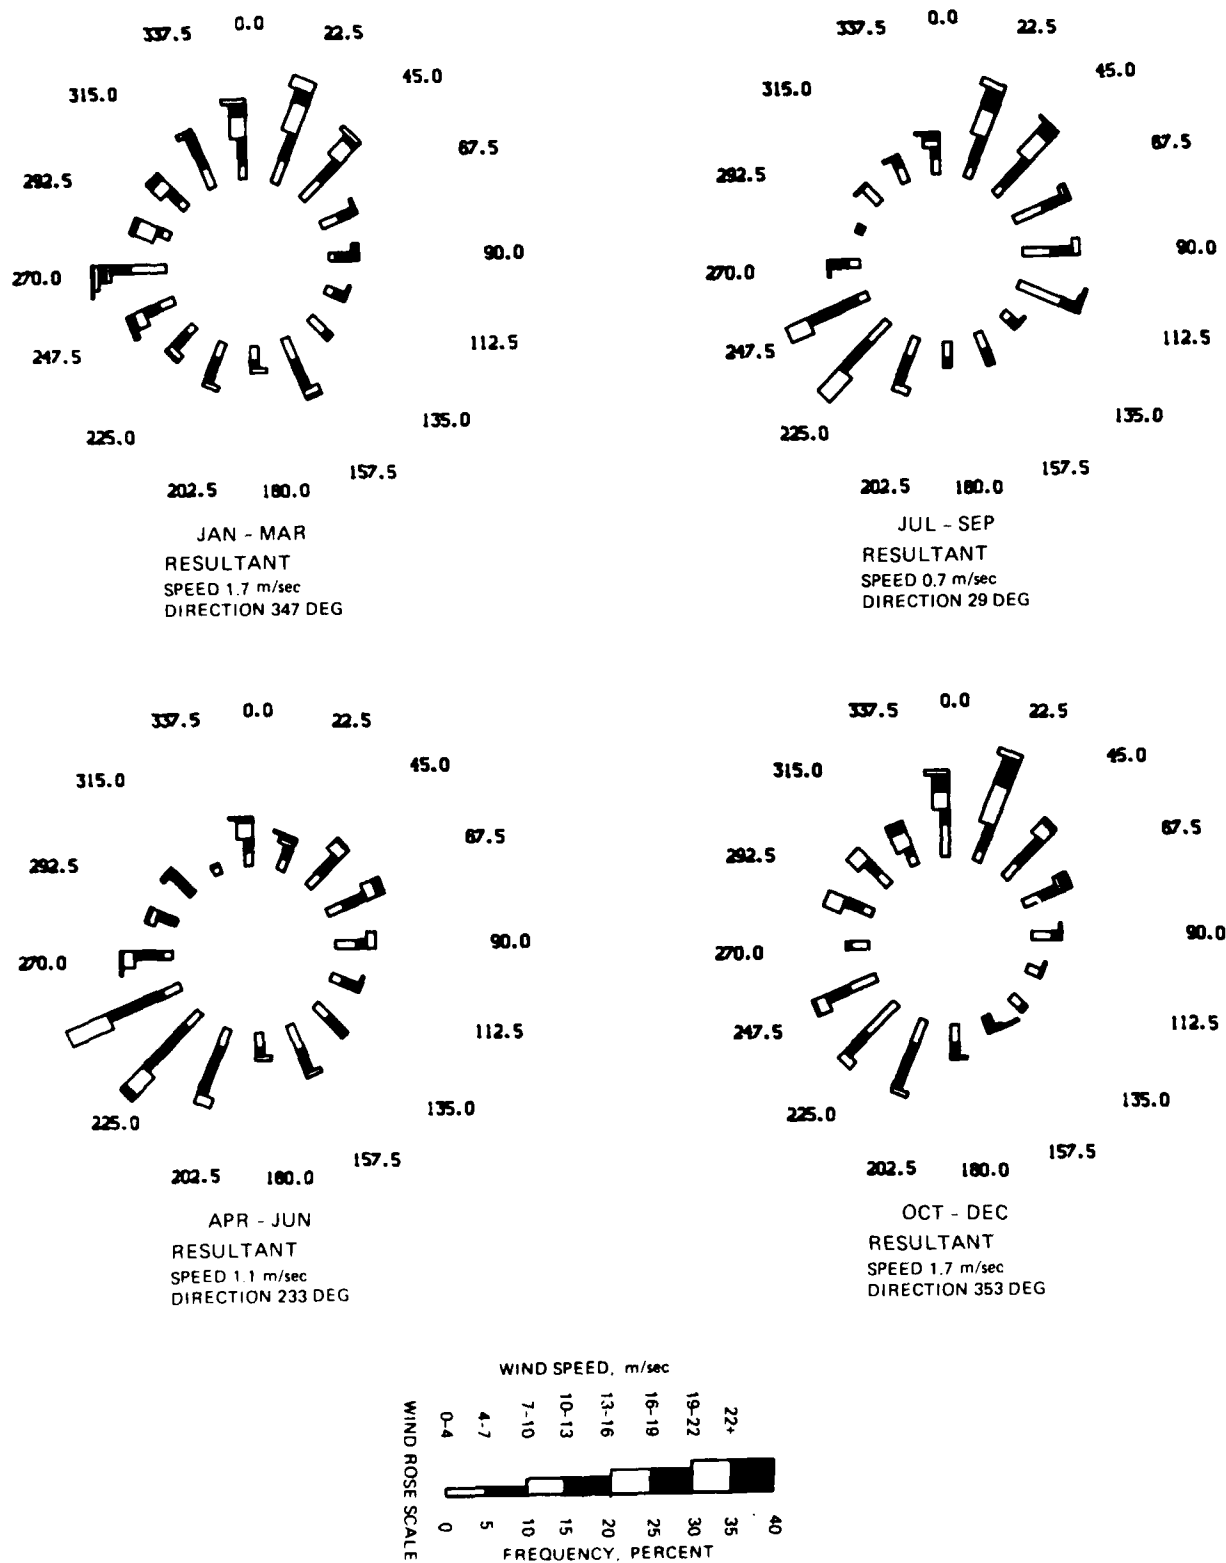 337.5 0.0 22.5
315.0 45.0
292.5 67.5
270.0 90.0
247.5 112.5
225.0 135.0
202.5 180.0 157.5
JAN - MAR
RESULTANT
SPEED 1.7 m/sec
DIRECTION 347 DEG
337.5 0.0 22.5
315.0 45.0
292.5 67.5
270.0 90.0
247.5 112.5
225.0 135.0
202.5 180.0 157.5
JUL - SEP
RESULTANT
SPEED 0.7 m/sec
DIRECTION 29 DEG
337.5 0.0 22.5
315.0 45.0
292.5 67.5
270.0 90.0
112.5
225.0 135.0
202.5 180.0 157.5
APR - JUN
RESULTANT
SPEED 1.1 m/sec
DIRECTION 233 DEG
337.5 0.0 22.5
315.0 45.0
292.5 67.5
270.0 90.0
247.5 112.5
225.0 135.0
202.5 180.0 157.5
OCT - DEC
RESULTANT
SPEED 1.7 m/sec
DIRECTION 353 DEG
WIND SPEED, m/sec
0-4 4-7 7-10 10-13 13-16 16-19 19-22 22+
WIND ROSE SCALE
0 5 10 15 20 25 30 35 40
FREQUENCY, PERCENT